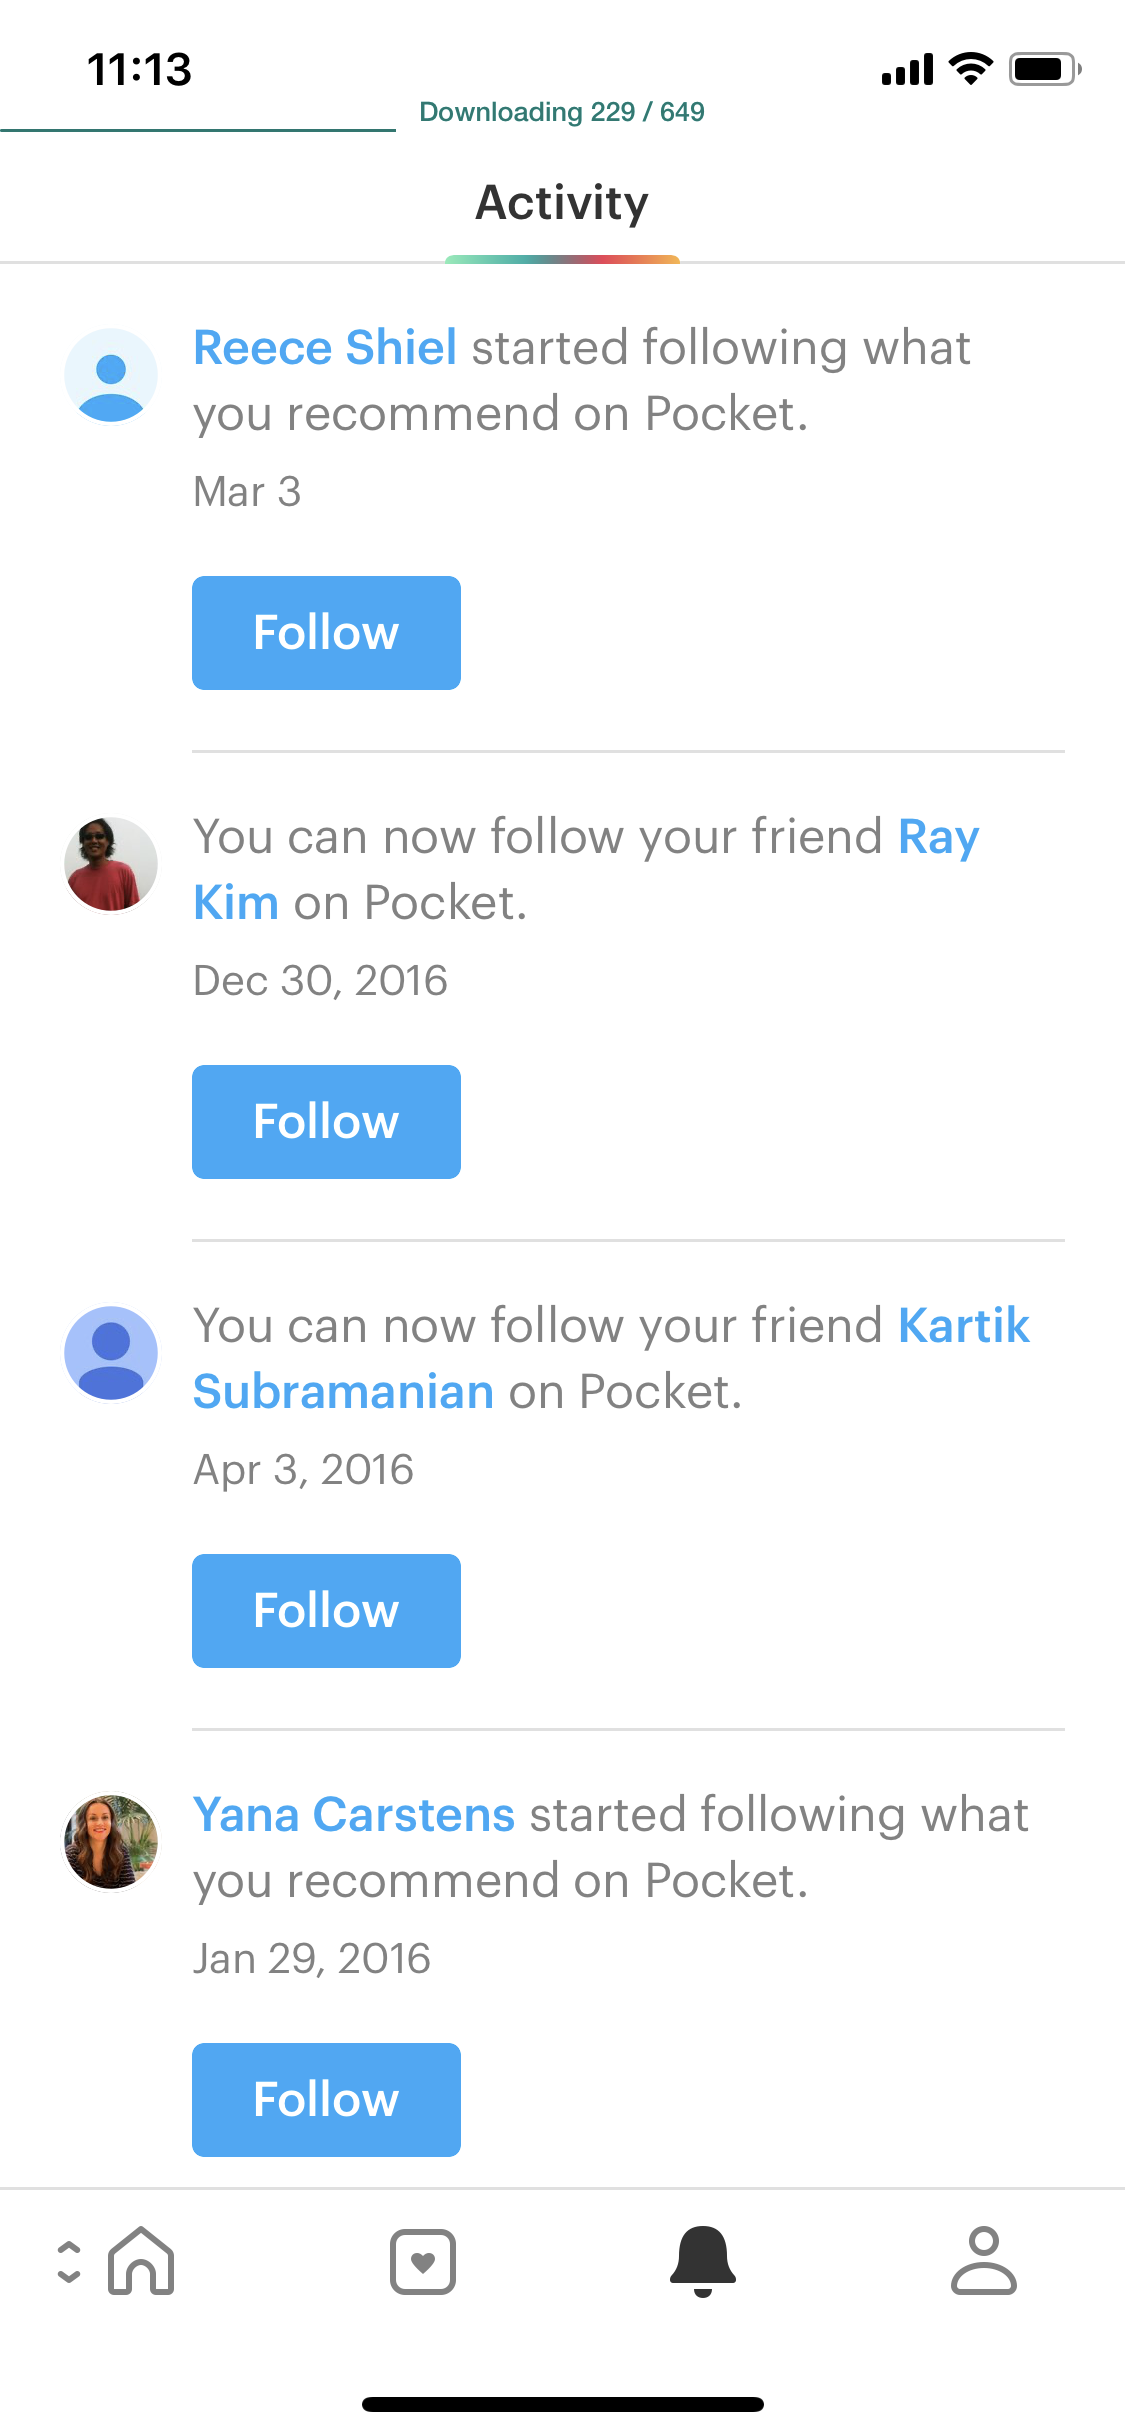 11:13
Downloading 229 / 649
Activity
Reece Shiel started following what
you recommend on Pocket.
Mar 3
Follow
You can now follow your friend Ray
Kim on Pocket.
Dec 30, 2016
Follow
You can now follow your friend Kartik
Subramanian on Pocket.
Apr 3, 2016
Follow
Yana Carstens started following what
you recommend on Pocket.
Jan 29, 2016
Follow